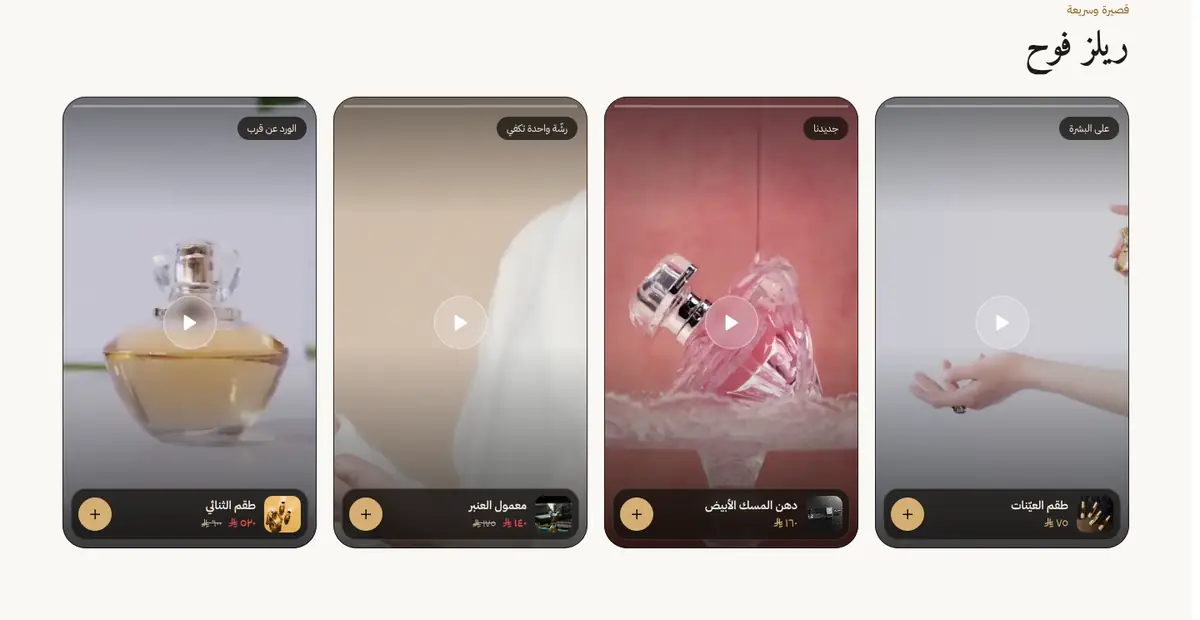 قصيرة وسريعة
ريلز فوح
على البشرة
طقم العيّنات
٧٥
جديدنا
دهن المسك الأبيض
١٦٠
رشّة واحدة تكفي
معمول العنبر
١٤٠ ١٧٥
الورد عن قرب
طقم الثنائي
٥٢٠ ٦٠٠